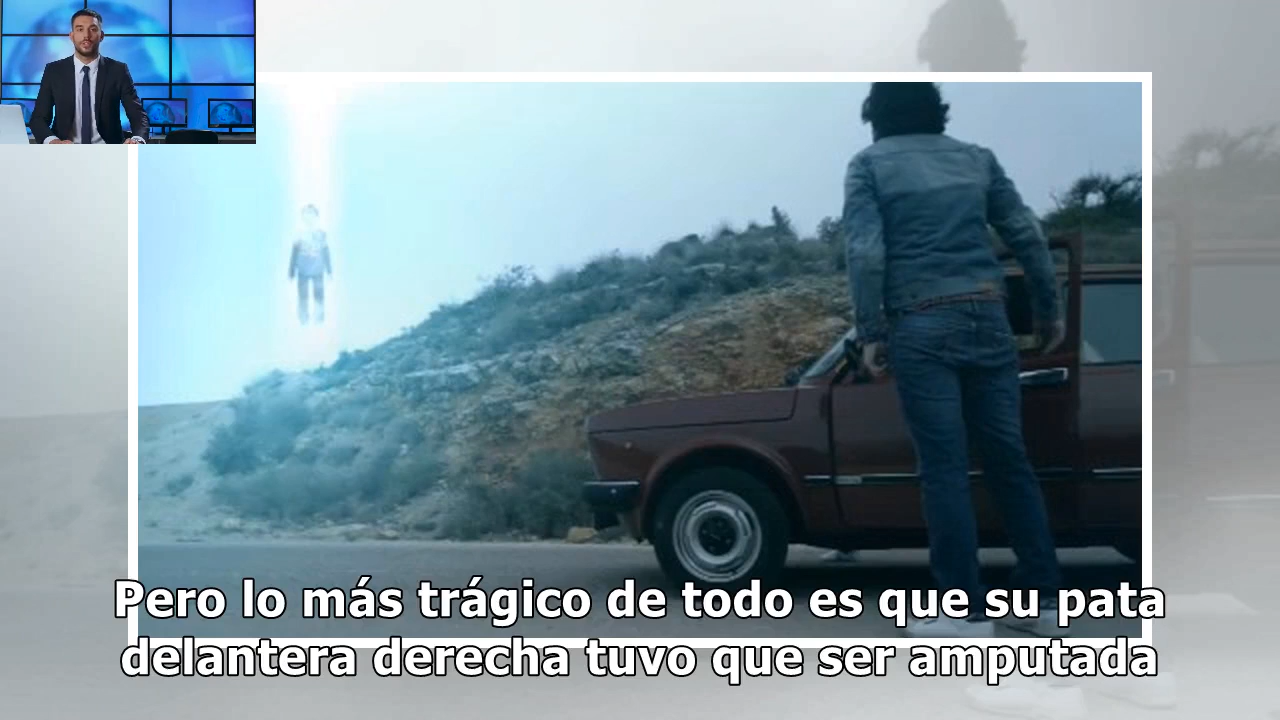 Pero lo más trágico de todo es que su pata
delantera derecha tuvo que ser amputada